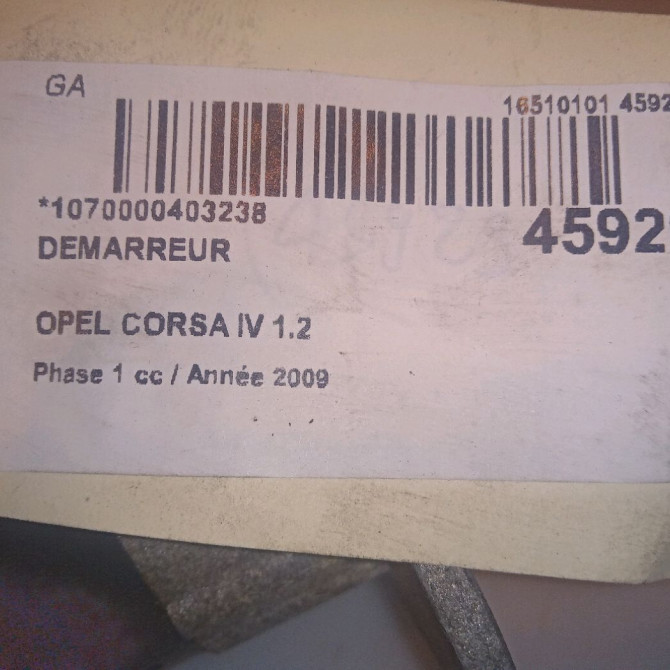 GA
16510101 4592
*1070000403238
4592
DEMARREUR
OPEL CORSA IV 1.2
Phase 1 cc / Année 2009